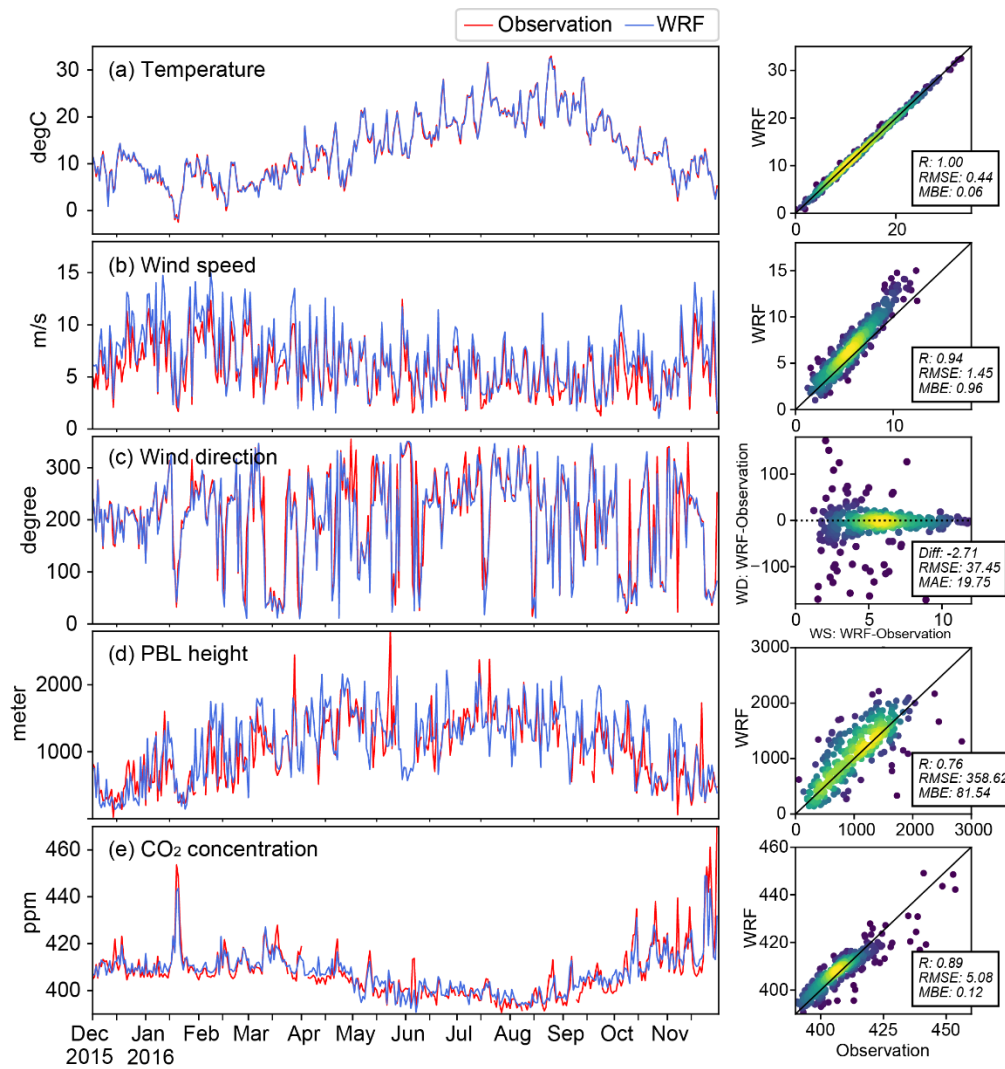 Observation WRF
(a) Temperature
degC
30
20
10
0
WRF
30
20
10
0
0 20
R: 1.00
RMSE: 0.44
MBE: 0.06
(b) Wind speed
m/s
15
10
5
0
WRF
15
10
5
0
0 10
R: 0.94
RMSE: 1.45
MBE: 0.96
(c) Wind direction
degree
300
200
100
0
WD: WRF-Observation
100
0
−100
0 5 10
WS: WRF-Observation
Diff: -2.71
RMSE: 37.45
MAE: 19.75
(d) PBL height
meter
2000
1000
0
WRF
3000
2000
1000
0
0 1000 2000 3000
R: 0.76
RMSE: 358.62
MBE: 81.54
(e) CO₂ concentration
ppm
460
440
420
400
WRF
460
440
420
400
400 425 450
Observation
R: 0.89
RMSE: 5.08
MBE: 0.12
Dec Jan Feb Mar Apr May Jun Jul Aug Sep Oct Nov
2015 2016